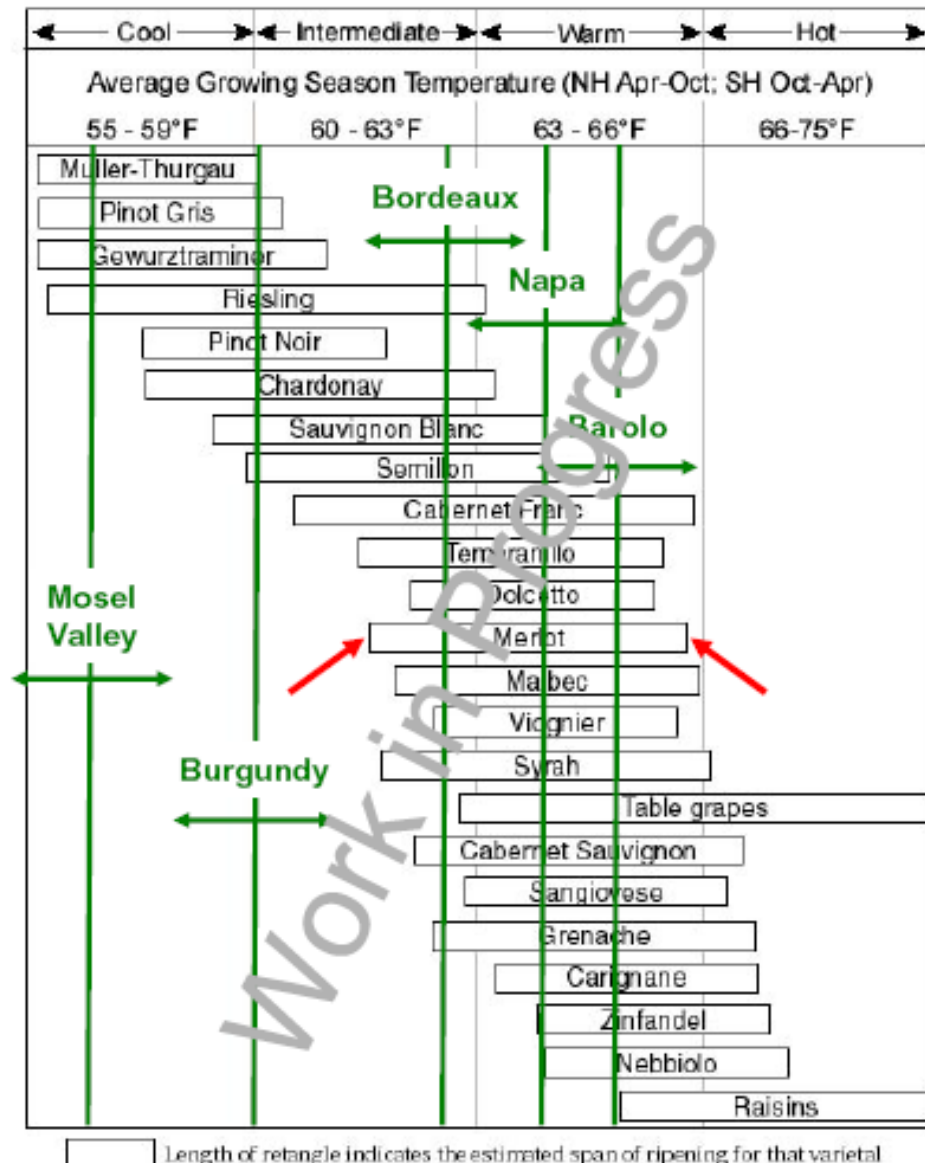 Cool Intermediate Warm Hot
Average Growing Season Temperature (NH Apr-Oct; SH Oct-Apr)
55 - 59°F 60 - 63°F 63 - 66°F 66-75°F
Muller-Thurgau
Bordeaux
Pinot Gris
Gewurztraminer
Napa
Riesling
Pinot Noir
Chardonay
Sauvignon Blanc
Barolo
Semillon
Cabernet Franc
Tempranillo
Dolcetto
Mosel
Valley
Merlot
Malbec
Viognier
Burgundy
Syrah
Table grapes
Cabernet Sauvignon
Sangiovese
Grenache
Carignane
Zinfandel
Nebbiolo
Raisins
Length of retangle indicates the estimated span of ripening for that varietal
Work in Progress